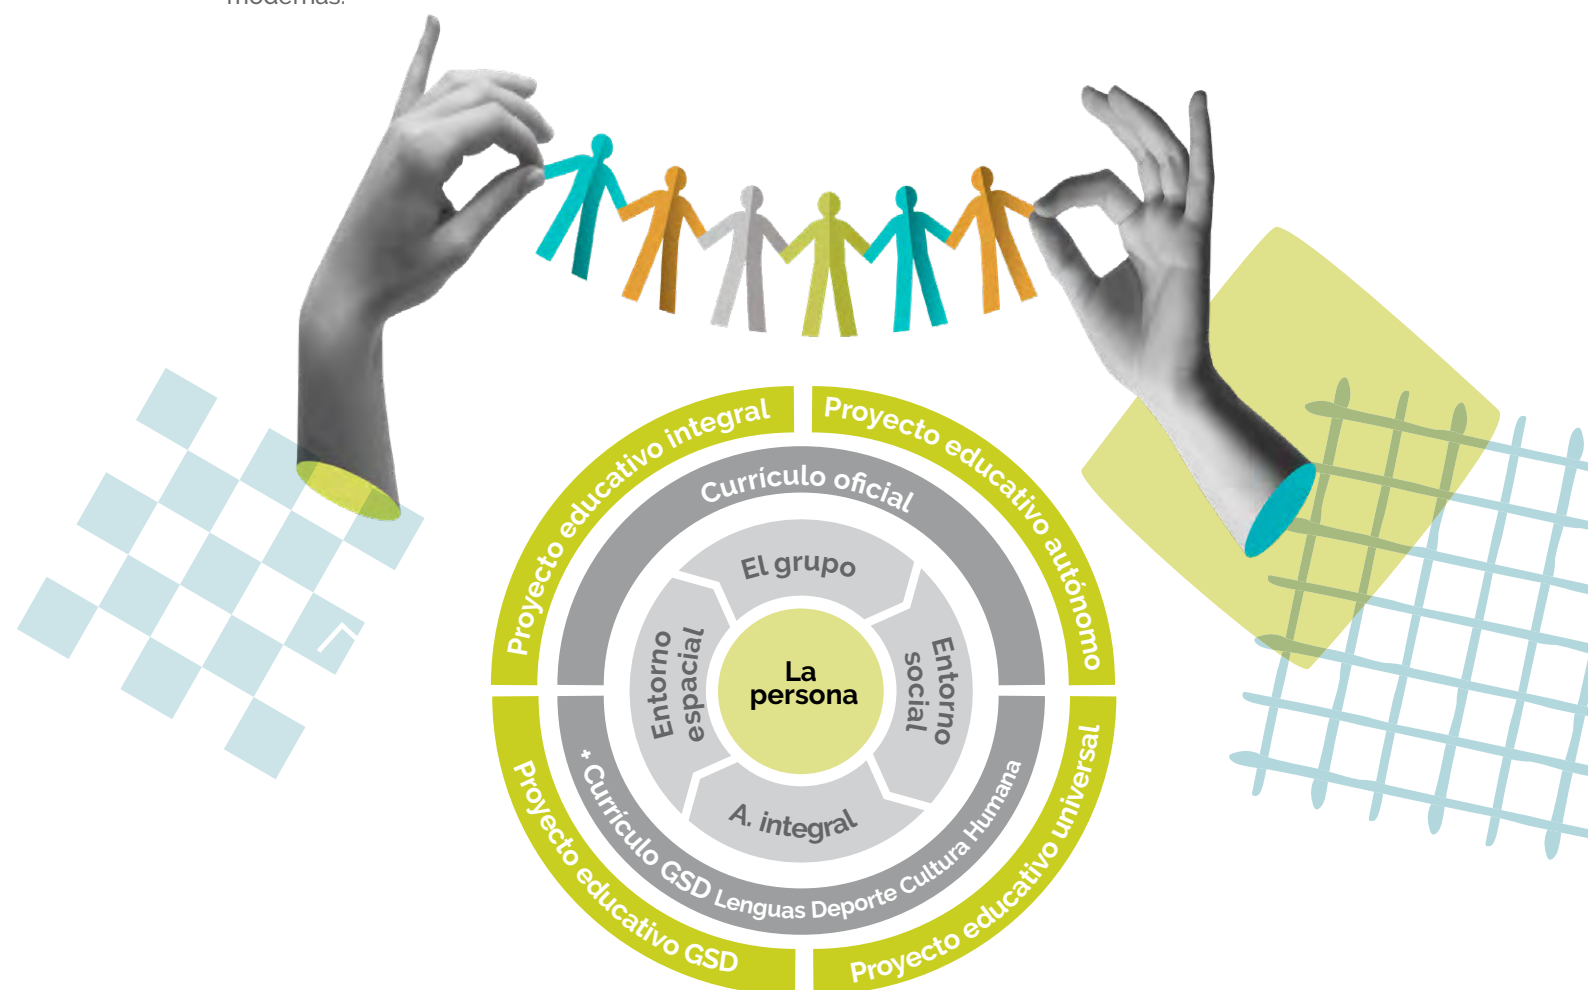 modernas.
Proyecto educativo integral
Proyecto educativo autónomo
Currículo oficial
El grupo
Entorno
espacial
La
persona
Entorno
social
A. integral
+ Currículo GSD Lenguas Deporte Cultura Humana
Proyecto educativo GSD
Proyecto educativo universal